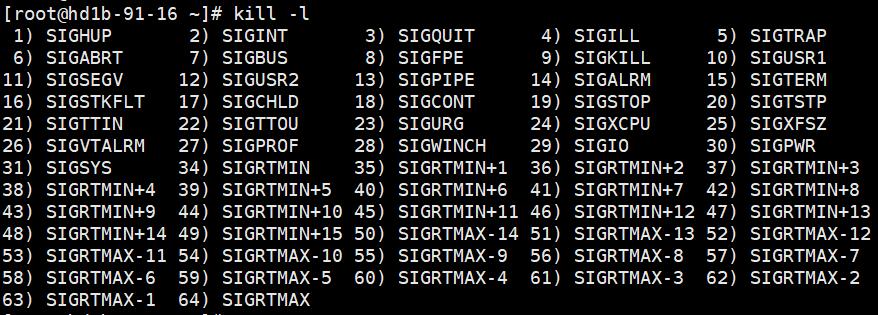 [root@hd1b-91-16 ~]# kill -l
 1) SIGHUP       2) SIGINT       3) SIGQUIT      4) SIGILL       5) SIGTRAP
 6) SIGABRT      7) SIGBUS       8) SIGFPE       9) SIGKILL     10) SIGUSR1
11) SIGSEGV     12) SIGUSR2     13) SIGPIPE     14) SIGALRM     15) SIGTERM
16) SIGSTKFLT   17) SIGCHLD     18) SIGCONT     19) SIGSTOP     20) SIGTSTP
21) SIGTTIN     22) SIGTTOU     23) SIGURG      24) SIGXCPU     25) SIGXFSZ
26) SIGVTALRM   27) SIGPROF     28) SIGWINCH    29) SIGIO       30) SIGPWR
31) SIGSYS      34) SIGRTMIN    35) SIGRTMIN+1  36) SIGRTMIN+2  37) SIGRTMIN+3
38) SIGRTMIN+4  39) SIGRTMIN+5  40) SIGRTMIN+6  41) SIGRTMIN+7  42) SIGRTMIN+8
43) SIGRTMIN+9  44) SIGRTMIN+10 45) SIGRTMIN+11 46) SIGRTMIN+12 47) SIGRTMIN+13
48) SIGRTMIN+14 49) SIGRTMIN+15 50) SIGRTMAX-14 51) SIGRTMAX-13 52) SIGRTMAX-12
53) SIGRTMAX-11 54) SIGRTMAX-10 55) SIGRTMAX-9  56) SIGRTMAX-8  57) SIGRTMAX-7
58) SIGRTMAX-6  59) SIGRTMAX-5  60) SIGRTMAX-4  61) SIGRTMAX-3  62) SIGRTMAX-2
63) SIGRTMAX-1  64) SIGRTMAX